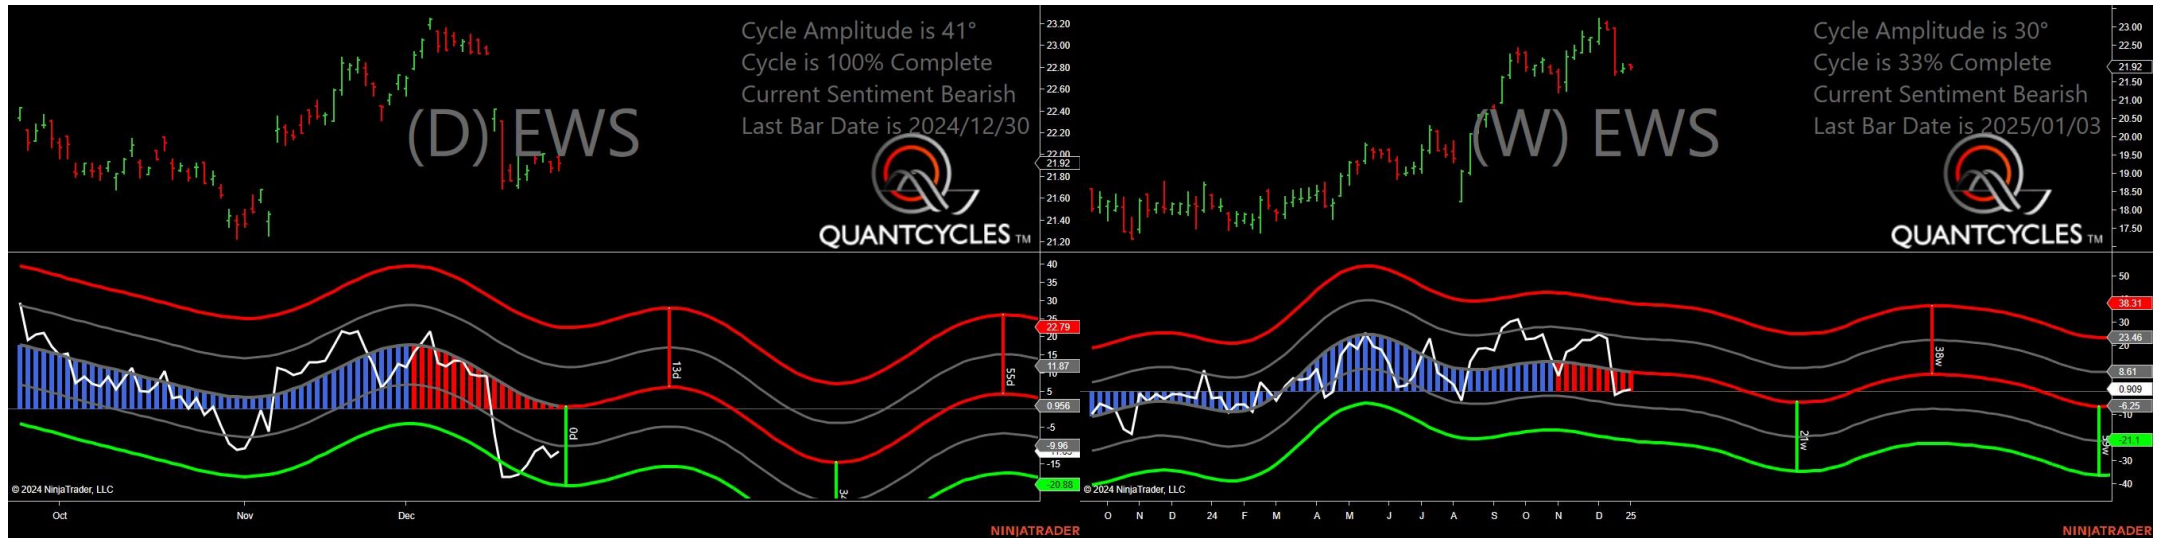 Cycle Amplitude is 41°
Cycle is 100% Complete
Current Sentiment Bearish
Last Bar Date is 2024/12/30
(D) EWS
QUANTCYCLES TM
23.20
23.00
22.80
22.60
22.40
22.20
22.00
21.92
21.80
21.60
21.40
21.20
40
35
30
25
22.79
20
15
11.87
10
5
0.956
-5
-9.96
-15
-20.88
13d
55d
0d
© 2024 NinjaTrader, LLC
Oct
Nov
Dec
NINJATRADER
Cycle Amplitude is 30°
Cycle is 33% Complete
Current Sentiment Bearish
Last Bar Date is 2025/01/03
(W) EWS
QUANTCYCLES TM
23.00
22.50
21.92
21.50
21.00
20.50
20.00
19.50
19.00
18.50
18.00
17.50
50
38.31
30
23.46
20
8.61
0.909
-6.25
-10
-21.1
-30
-40
38w
21w
© 2024 NinjaTrader, LLC
O N D 24 F M A M J J A S O N D 25
NINJATRADER